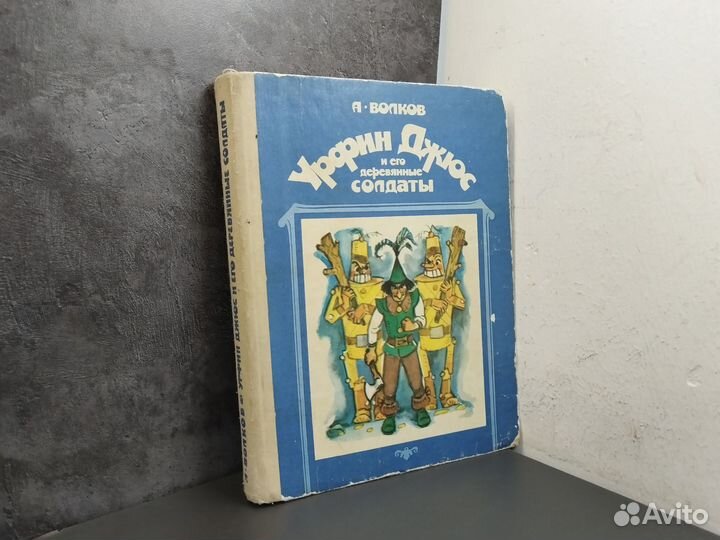 А. ВОЛКОВ • УРФИН ДЖЮС И ЕГО ДЕРЕВЯННЫЕ СОЛДАТЫ
А • ВОЛКОВ
Урфин Джюс
и его
деревянные
солдаты
Avito